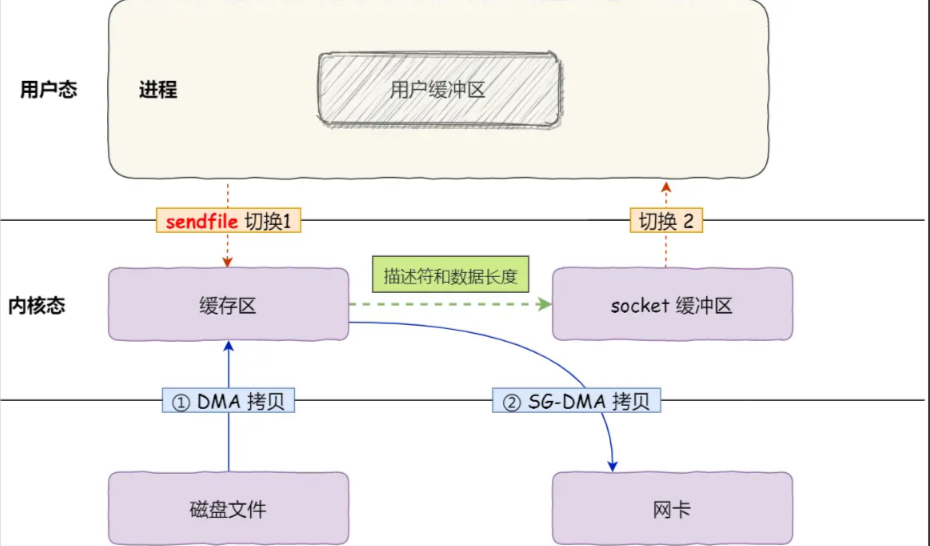 用户态
进程
用户缓冲区
sendfile 切换1
切换 2
描述符和数据长度
内核态
缓存区
socket 缓冲区
① DMA 拷贝
② SG-DMA 拷贝
磁盘文件
网卡